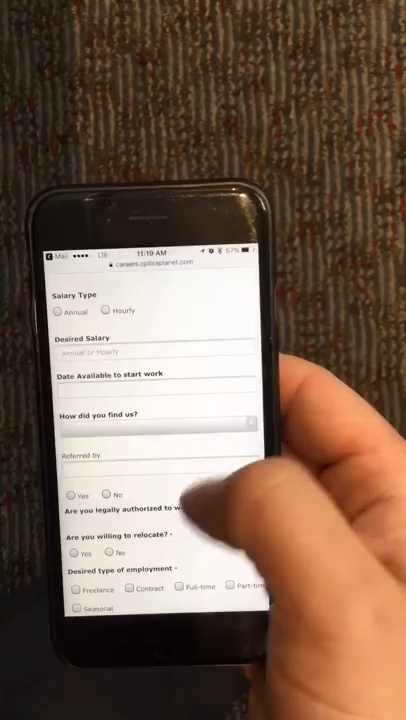 Mail LTE 11:19 AM 57%
careers.opticsplanet.com
Salary Type
Annual Hourly
Desired Salary
Annual or Hourly
Date Available to start work
How did you find us?
Referred by
Yes No
Are you legally authorized to w
Are you willing to relocate? *
Yes No
Desired type of employment *
Freelance Contract Full-time Part-tim
Seasonal